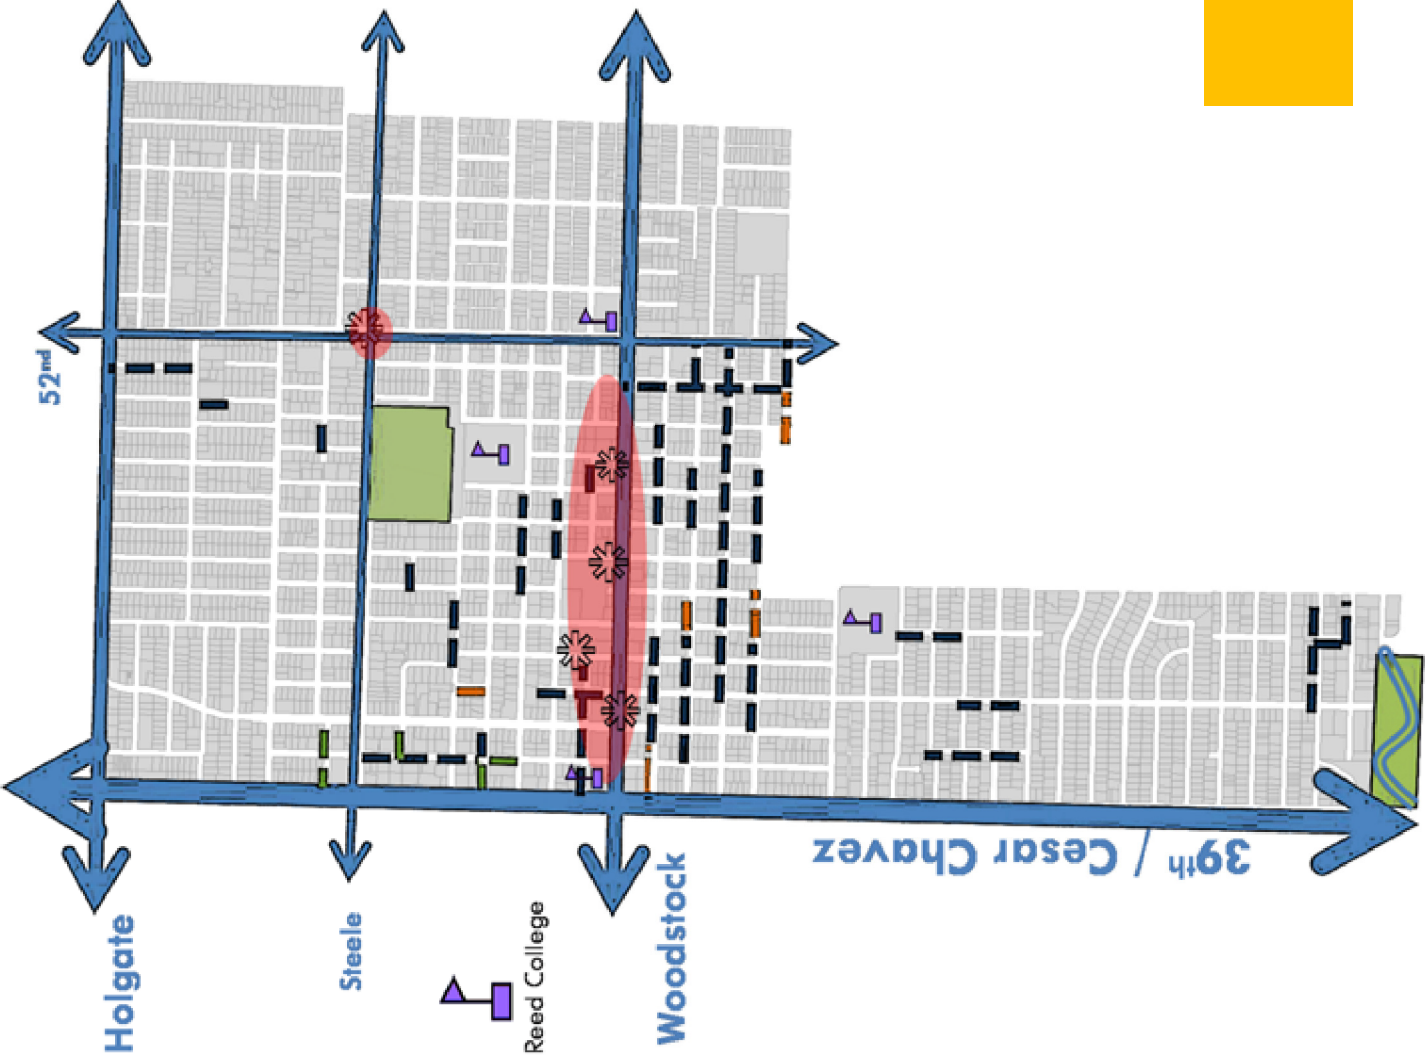 52nd
Holgate
Steele
Reed College
Woodstock
39th / Cesar Chavez